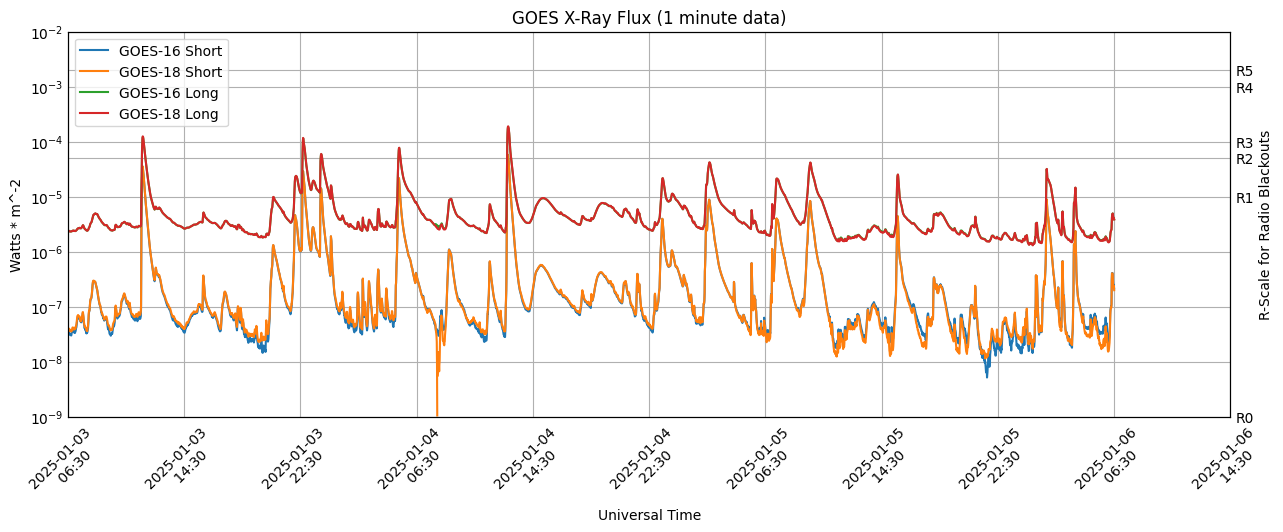 GOES X-Ray Flux (1 minute data)
GOES-16 Short
GOES-18 Short
GOES-16 Long
GOES-18 Long
Watts * m^-2
10⁻²
10⁻³
10⁻⁴
10⁻⁵
10⁻⁶
10⁻⁷
10⁻⁸
10⁻⁹
R5
R4
R3
R2
R1
R0
R-Scale for Radio Blackouts
2025-01-03
06:30
2025-01-03
14:30
2025-01-03
22:30
2025-01-04
06:30
2025-01-04
14:30
2025-01-04
22:30
2025-01-05
06:30
2025-01-05
14:30
2025-01-05
22:30
2025-01-06
06:30
2025-01-06
14:30
Universal Time